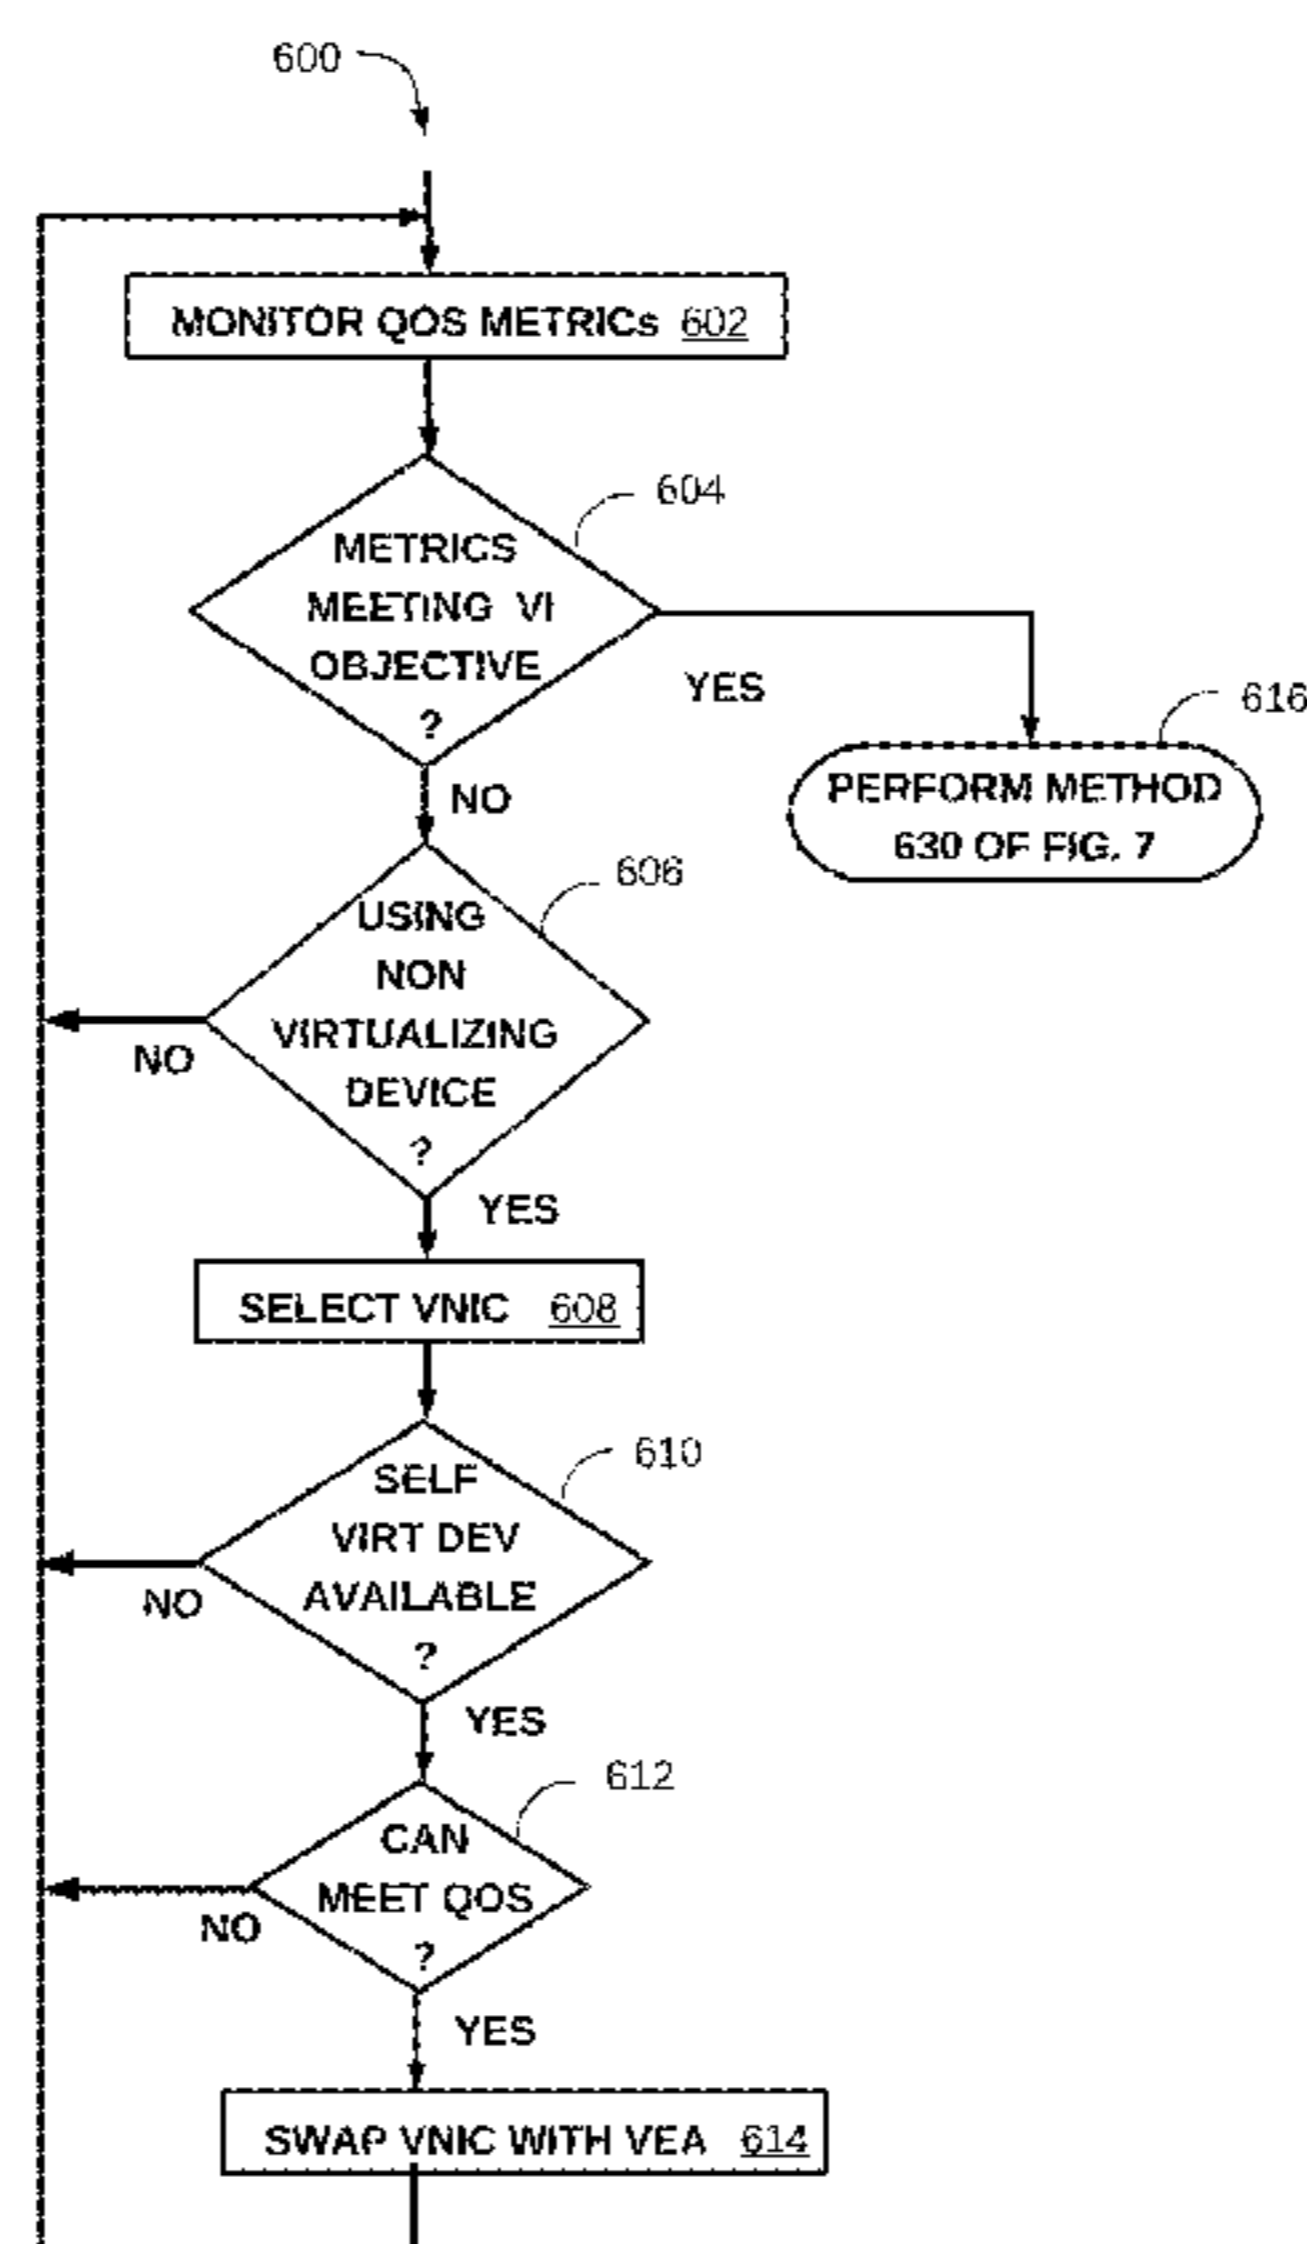 600
MONITOR QOS METRICs 602
604
METRICS
MEETING VI
OBJECTIVE
?
YES
NO
616
PERFORM METHOD
630 OF FIG. 7
606
USING
NON
VIRTUALIZING
DEVICE
?
NO
YES
SELECT VNIC 608
610
SELF
VIRT DEV
AVAILABLE
?
NO
YES
612
CAN
MEET QOS
?
NO
YES
SWAP VNIC WITH VEA 614